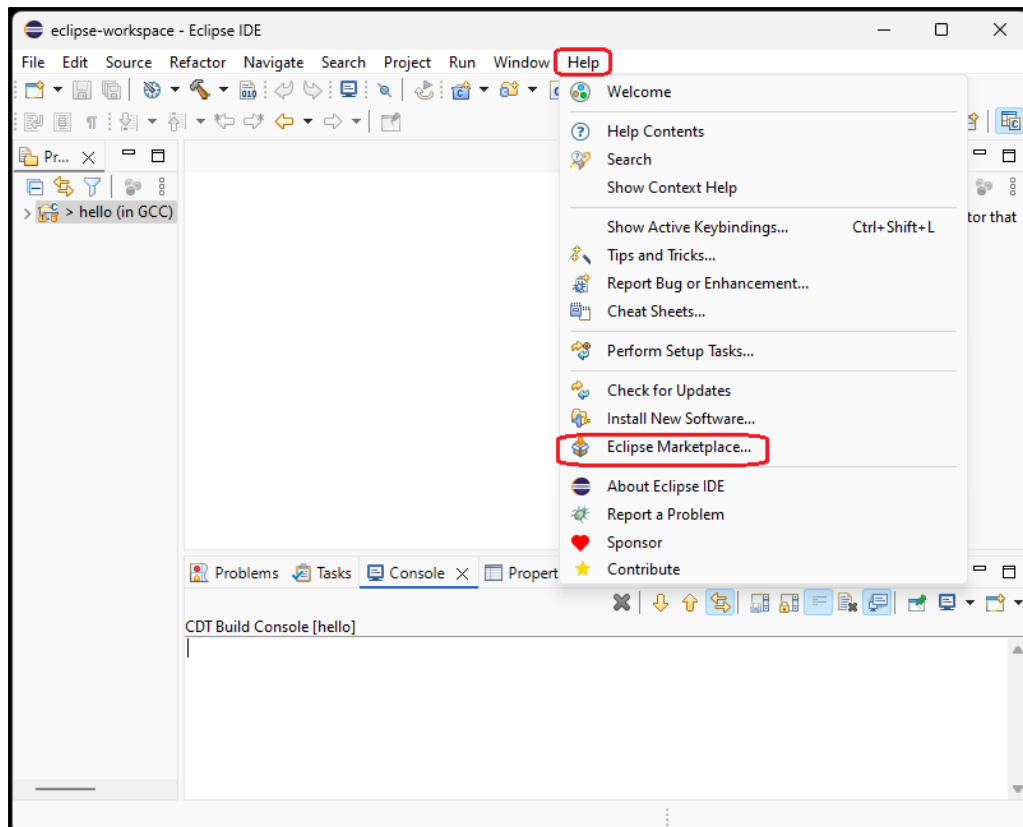 eclipse-workspace - Eclipse IDE
File Edit Source Refactor Navigate Search Project Run Window Help
Welcome
Help Contents
Search
Show Context Help
Show Active Keybindings... Ctrl+Shift+L
Tips and Tricks...
Report Bug or Enhancement...
Cheat Sheets...
Perform Setup Tasks...
Check for Updates
Install New Software...
Eclipse Marketplace...
About Eclipse IDE
Report a Problem
Sponsor
Contribute
Pr...
> hello (in GCC)
tor that
Problems Tasks Console Propert
CDT Build Console [hello]